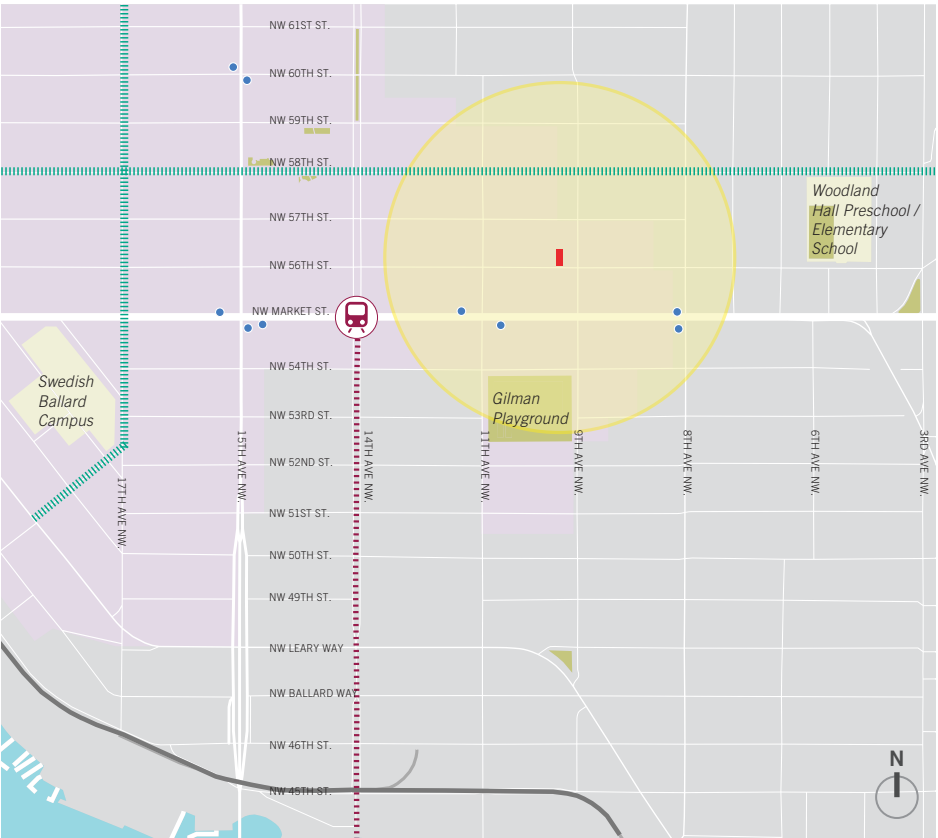 NW 61ST ST.
NW 60TH ST.
NW 59TH ST.
NW 58TH ST.
Woodland
Hall Preschool /
Elementary
School
NW 57TH ST.
NW 56TH ST.
NW MARKET ST.
NW 54TH ST.
Swedish
Ballard
Campus
Gilman
Playground
NW 53RD ST.
15TH AVE NW.
14TH AVE NW.
11TH AVE NW.
9TH AVE NW.
8TH AVE NW.
6TH AVE NW.
3RD AVE NW.
NW 52ND ST.
17TH AVE NW.
NW 51ST ST.
NW 50TH ST.
NW 49TH ST.
NW LEARY WAY
NW BALLARD WAY
NW 46TH ST.
N
NW 45TH ST.